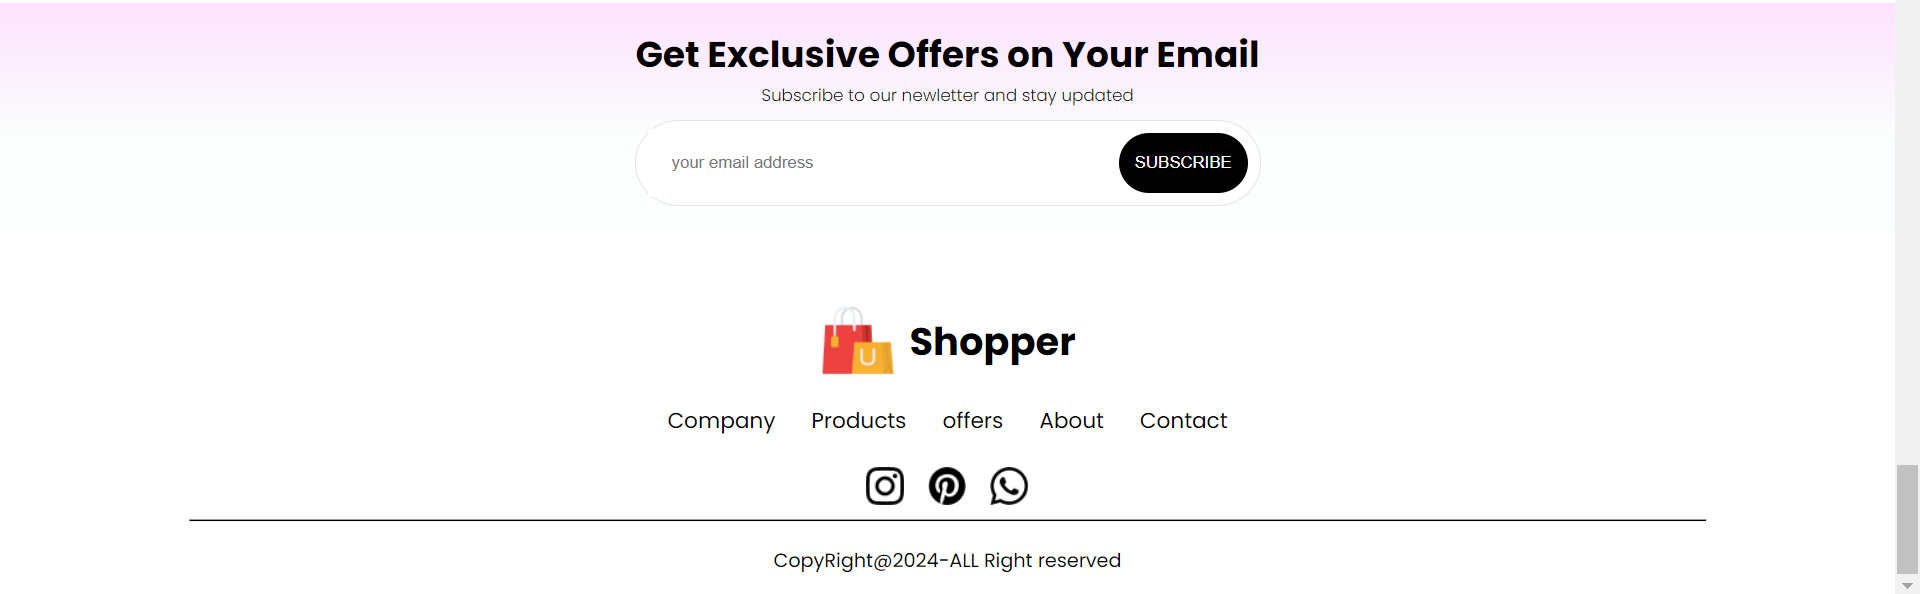 Get Exclusive Offers on Your Email
Subscribe to our newletter and stay updated
your email address SUBSCRIBE
U
Shopper
Company Products offers About Contact
CopyRight@2024-ALL Right reserved